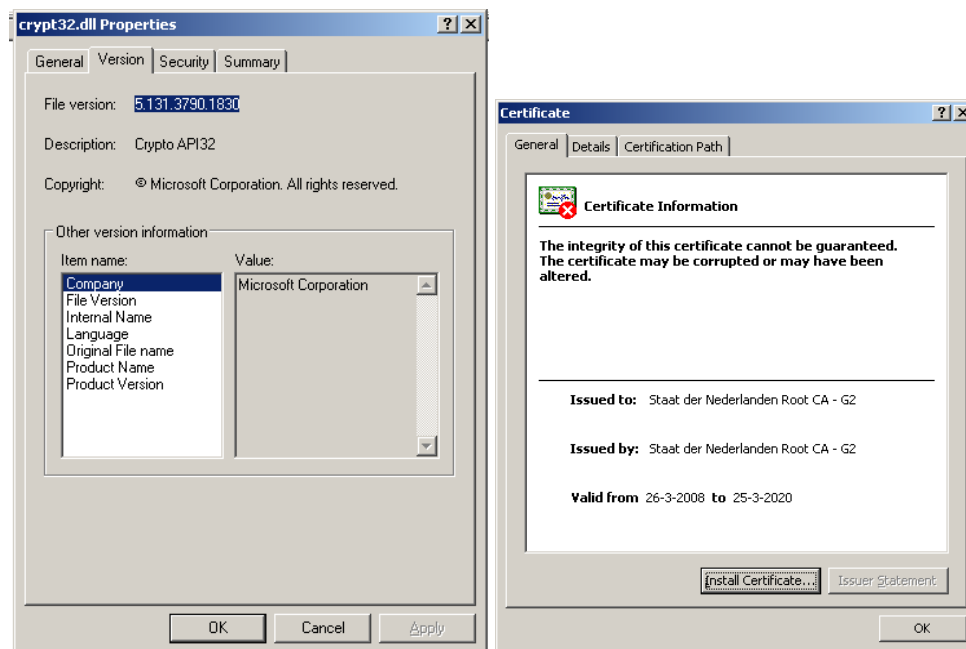 crypt32.dll Properties
General Version Security Summary
File version: 5.131.3790.1830
Description: Crypto API32
Copyright: © Microsoft Corporation. All rights reserved.
Other version information
Item name: Value:
Company Microsoft Corporation
File Version
Internal Name
Language
Original File name
Product Name
Product Version
OK Cancel Apply
Certificate
General Details Certification Path
Certificate Information
The integrity of this certificate cannot be guaranteed.
The certificate may be corrupted or may have been
altered.
Issued to: Staat der Nederlanden Root CA - G2
Issued by: Staat der Nederlanden Root CA - G2
Valid from 26-3-2008 to 25-3-2020
Install Certificate... Issuer Statement
OK